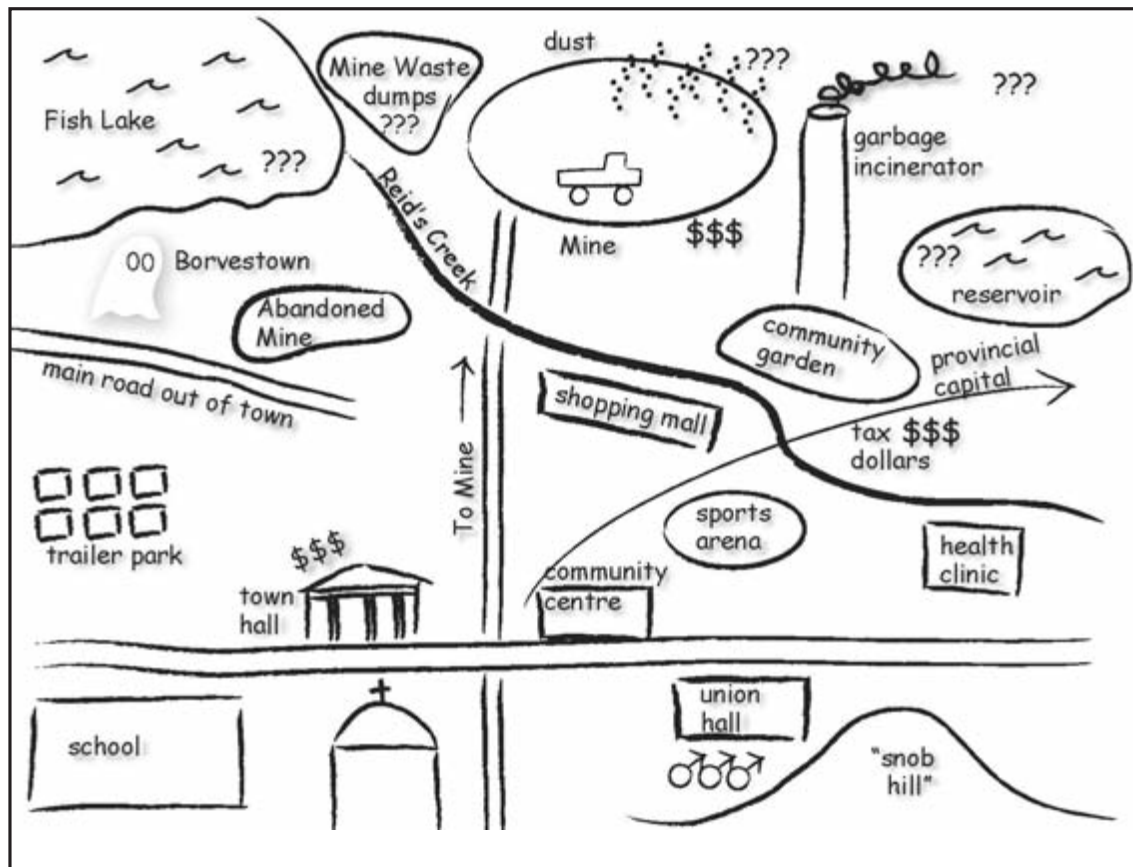 dust
???
Mine Waste
dumps
???
???
Fish Lake
???
garbage
incinerator
Reid's Creek
Mine
$$$
???
reservoir
OO
Borvestown
Abandoned
Mine
community
garden
provincial
capital
main road out of town
shopping mall
tax $$$
dollars
To Mine
sports
arena
trailer park
$$$
town
hall
community
centre
health
clinic
school
union
hall
"snob
hill"